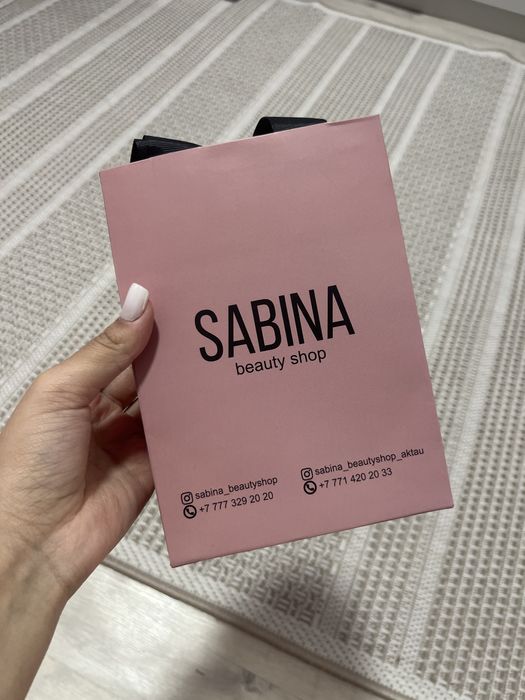 SABINA
beauty shop
sabina_beautyshop
+7 777 329 20 20
sabina_beautyshop_aktau
+7 771 420 20 33